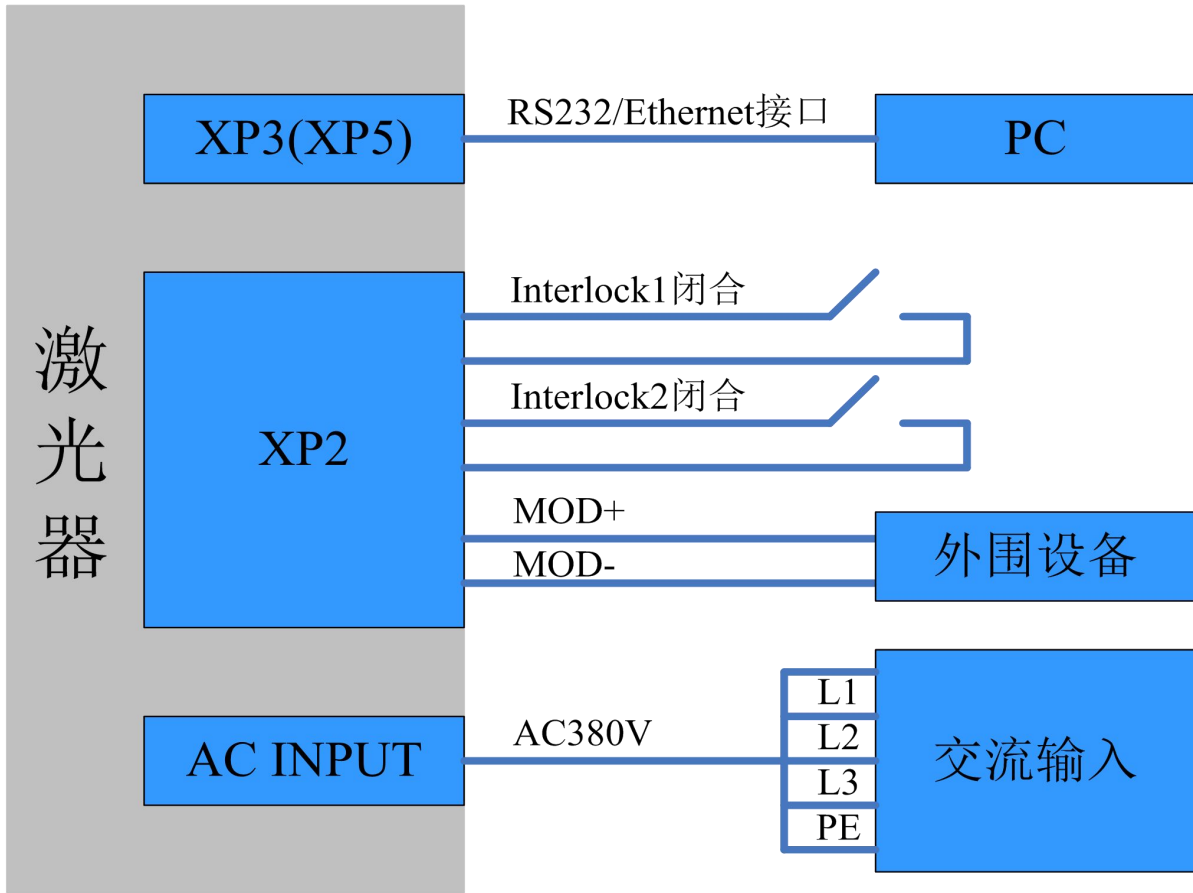 激光器
XP3(XP5)
RS232/Ethernet接口
PC
XP2
Interlock1闭合
Interlock2闭合
MOD+
MOD-
外围设备
AC INPUT
AC380V
L1
L2
L3
PE
交流输入